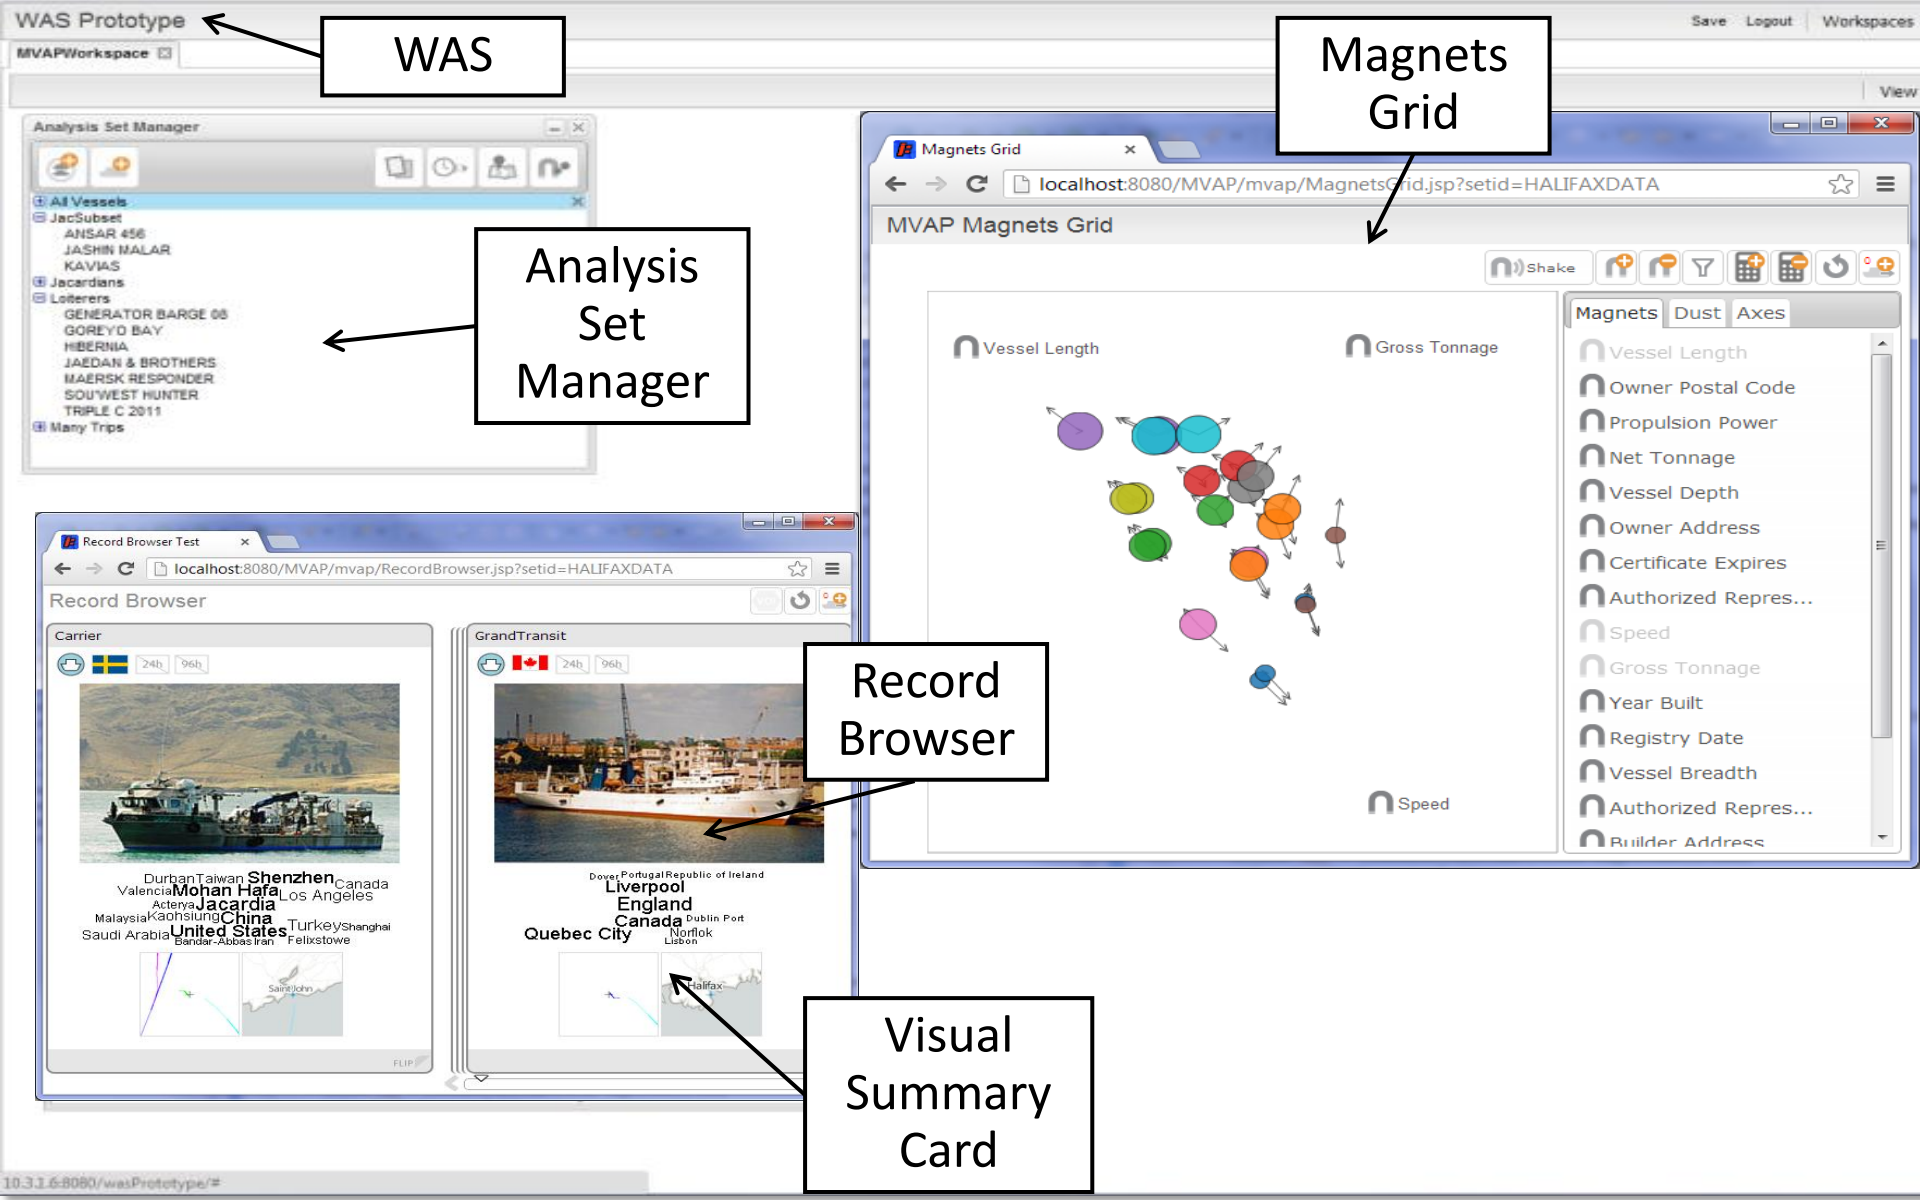 WAS Prototype
Save Logout Workspaces
MVAPWorkspace
View
WAS
Magnets
Grid
Analysis Set Manager
All Vessels
JacSubset
ANSAR 456
JASHIN MALAR
KAVIAS
Jacardians
Loiterers
GENERATOR BARGE 08
GOREYO BAY
HIBERNIA
JAEDAN & BROTHERS
MAERSK RESPONDER
SOU'WEST HUNTER
TRIPLE C 2011
Many Trips
Analysis
Set
Manager
Magnets Grid
localhost:8080/MVAP/mvap/MagnetsGrid.jsp?setid=HALIFAXDATA
MVAP Magnets Grid
Shake
Magnets Dust Axes
Vessel Length
Gross Tonnage
Speed
Vessel Length
Owner Postal Code
Propulsion Power
Net Tonnage
Vessel Depth
Owner Address
Certificate Expires
Authorized Repres...
Speed
Gross Tonnage
Year Built
Registry Date
Vessel Breadth
Authorized Repres...
Builder Address
Record Browser Test
localhost:8080/MVAP/mvap/RecordBrowser.jsp?setid=HALIFAXDATA
Record Browser
Carrier
24h 96h
Durban Taiwan Shenzhen Canada
Valencia Mohan Hafa Los Angeles
Acterya Jacardia
Malaysia Kaohsiung China Turkey Shanghai
Saudi Arabia United States
Bandar-Abbas Iran Felixstowe
Saint John
FLIP
GrandTransit
24h 96h
Dover Portugal Republic of Ireland
Liverpool
England
Canada Dublin Port
Quebec City Norflok
Lisbon
Halifax
Record
Browser
Visual
Summary
Card
10.3.1.6:8080/wasPrototype/#